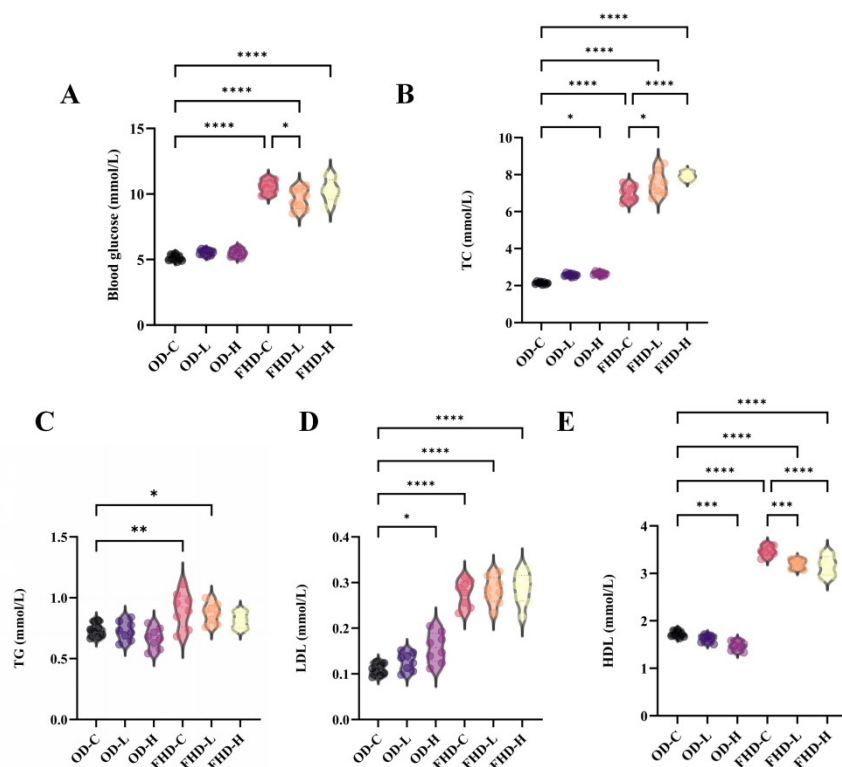 A
****
****
**** *
Blood glucose (mmol/L)
15
10
5
0
OD-C OD-L OD-H FHD-C FHD-L FHD-H
B
****
****
**** ****
* *
TC (mmol/L)
10
8
6
4
2
0
OD-C OD-L OD-H FHD-C FHD-L FHD-H
C
*
**
TG (mmol/L)
1.5
1.0
0.5
0.0
OD-C OD-L OD-H FHD-C FHD-L FHD-H
D
****
****
****
*
LDL (mmol/L)
0.4
0.3
0.2
0.1
0.0
OD-C OD-L OD-H FHD-C FHD-L FHD-H
E
****
****
**** ****
*** ***
HDL (mmol/L)
4
3
2
1
0
OD-C OD-L OD-H FHD-C FHD-L FHD-H